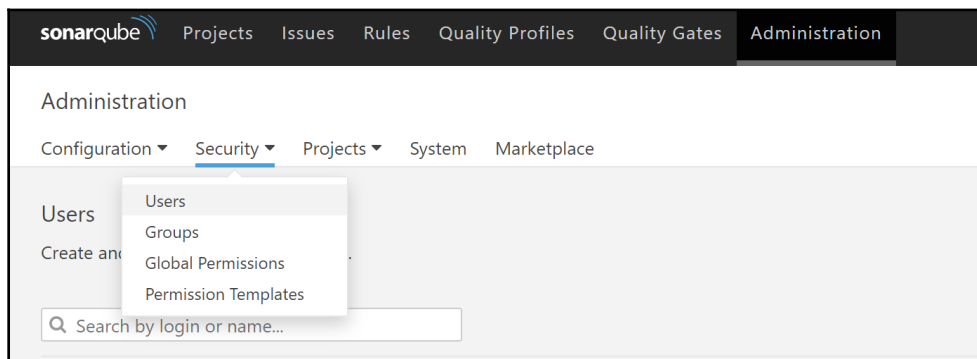 sonarqube Projects Issues Rules Quality Profiles Quality Gates Administration
Administration
Configuration Security Projects System Marketplace
Users
Users
Groups
Create and
.
Global Permissions
Permission Templates
Search by login or name...